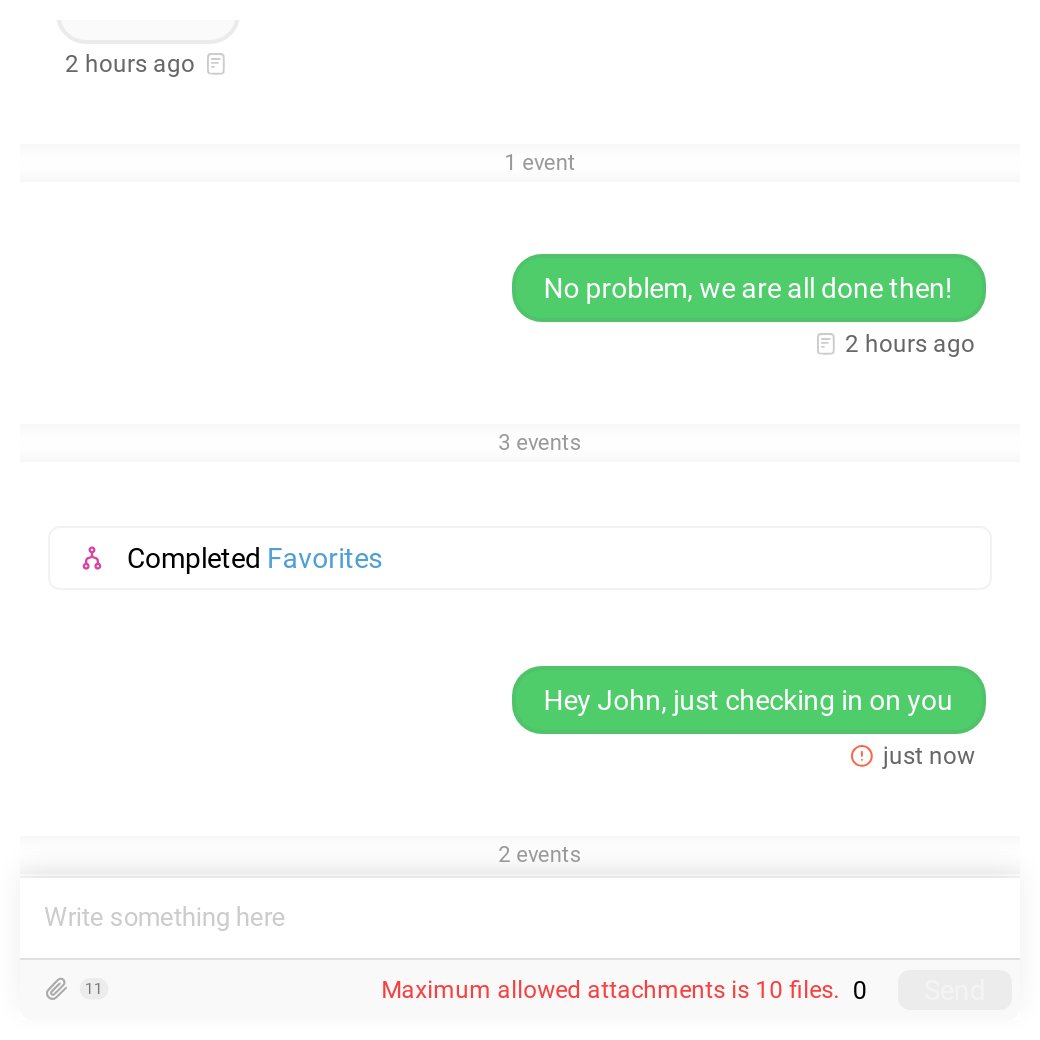 2 hours ago
1 event
No problem, we are all done then!
2 hours ago
3 events
Completed Favorites
Hey John, just checking in on you
just now
2 events
Write something here
11 Maximum allowed attachments is 10 files. 0 Send